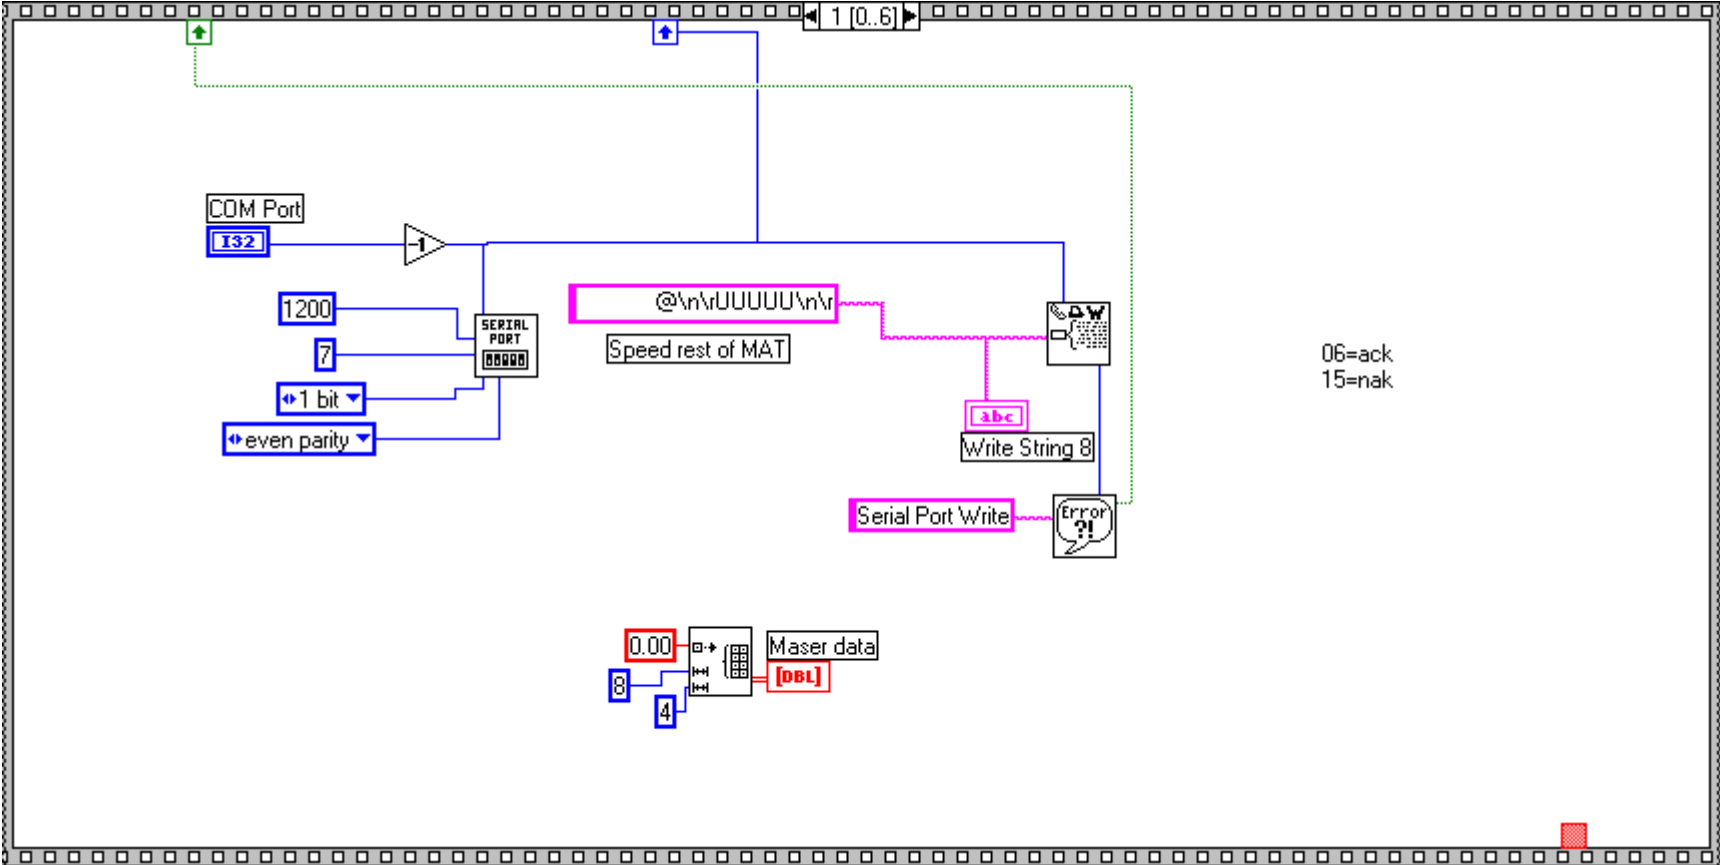 1 [0..6]
COM Port
I32
-1
1200
SERIAL
PORT
7
1 bit
even parity
@\n\rUUUUU\n\r
Speed rest of MAT
W
06=ack
15=nak
abc
Write String 8
Serial Port Write
Error
?!
0.00
Maser data
[DBL]
8
4